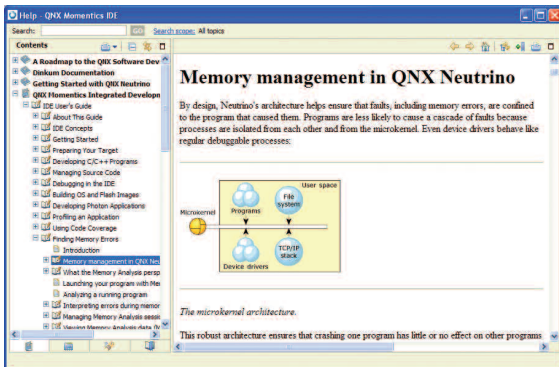 Help - QNX Momentics IDE
Search:
GO
Search scope: All topics
Contents
A Roadmap to the QNX Software Dev
Dinkum Documentation
Getting Started with QNX Neutrino
QNX Momentics Integrated Developm
IDE User's Guide
About This Guide
IDE Concepts
Getting Started
Preparing Your Target
Developing C/C++ Programs
Managing Source Code
Debugging in the IDE
Building OS and Flash Images
Developing Photon Applications
Profiling an Application
Using Code Coverage
Finding Memory Errors
Introduction
Memory management in QNX Neu
What the Memory Analysis persp
Launching your program with Mem
Analyzing a running program
Interpreting errors during memor
Managing Memory Analysis sessio
Viewing Memory Analysis data
Memory management in QNX Neutrino
By design, Neutrino's architecture helps ensure that faults, including memory errors, are confined
to the program that caused them. Programs are less likely to cause a cascade of faults because
processes are isolated from each other and from the microkernel. Even device drivers behave like
regular debuggable processes:
User space
Microkernel
Programs
File
system
Device drivers
TCP/IP
stack
The microkernel architecture.
This robust architecture ensures that crashing one program has little or no effect on other programs